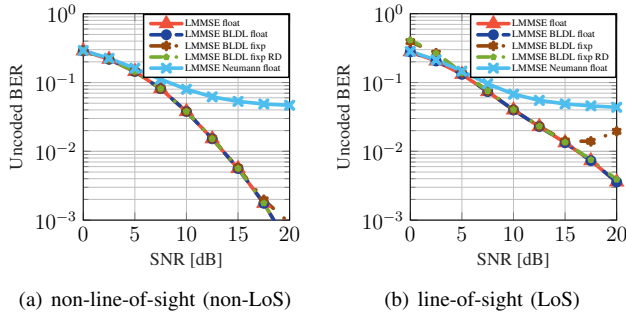 LMMSE float
LMMSE BLDL float
LMMSE BLDL fixp
LMMSE BLDL fixp RD
LMMSE Neumann float
10^0
10^−1
10^−2
10^−3
Uncoded BER
0 5 10 15 20
SNR [dB]
(a) non-line-of-sight (non-LoS)
LMMSE float
LMMSE BLDL float
LMMSE BLDL fixp
LMMSE BLDL fixp RD
LMMSE Neumann float
10^0
10^−1
10^−2
10^−3
Uncoded BER
0 5 10 15 20
SNR [dB]
(b) line-of-sight (LoS)